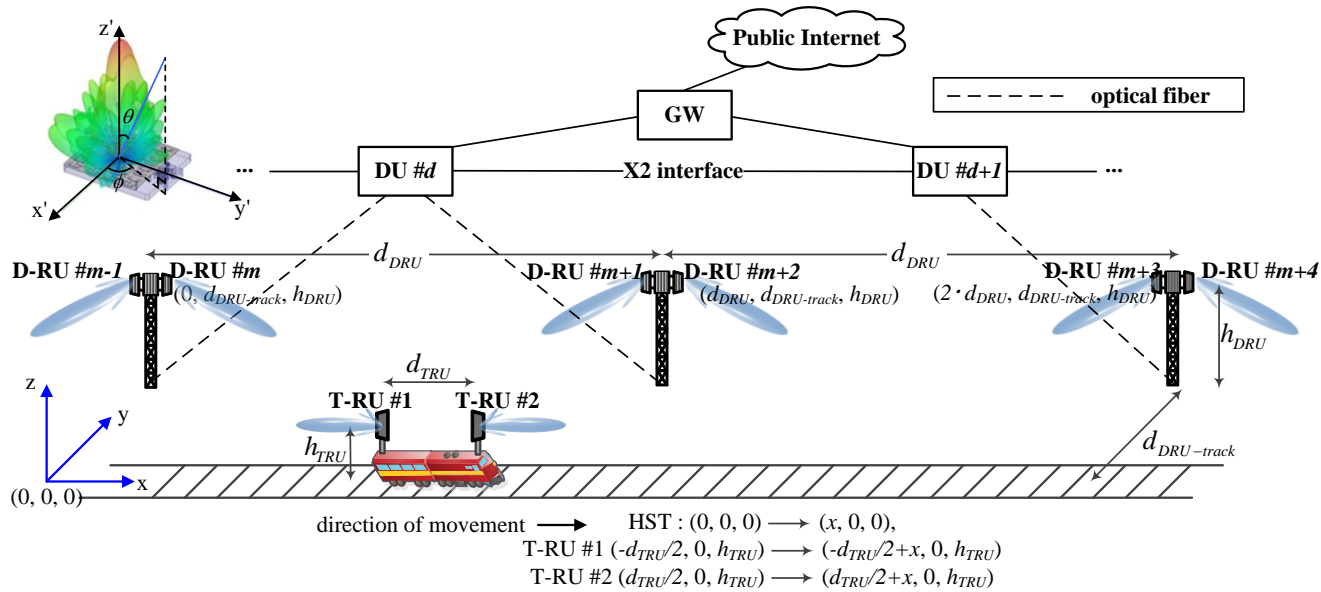 Public Internet
z'
optical fiber
GW
θ
... DU #d X2 interface DU #d+1 ...
ϕ
x' y'
d_DRU d_DRU
D-RU #m-1 D-RU #m D-RU #m+1 D-RU #m+2 D-RU #m+3 D-RU #m+4
(0, d_DRU-track, h_DRU) (d_DRU, d_DRU-track, h_DRU) (2·d_DRU, d_DRU-track, h_DRU)
h_DRU
d_TRU
z
T-RU #1 T-RU #2
y
h_TRU
d_DRU-track
x
(0, 0, 0)
direction of movement → HST : (0, 0, 0) → (x, 0, 0),
T-RU #1 (-d_TRU/2, 0, h_TRU) → (-d_TRU/2+x, 0, h_TRU)
T-RU #2 (d_TRU/2, 0, h_TRU) → (d_TRU/2+x, 0, h_TRU)